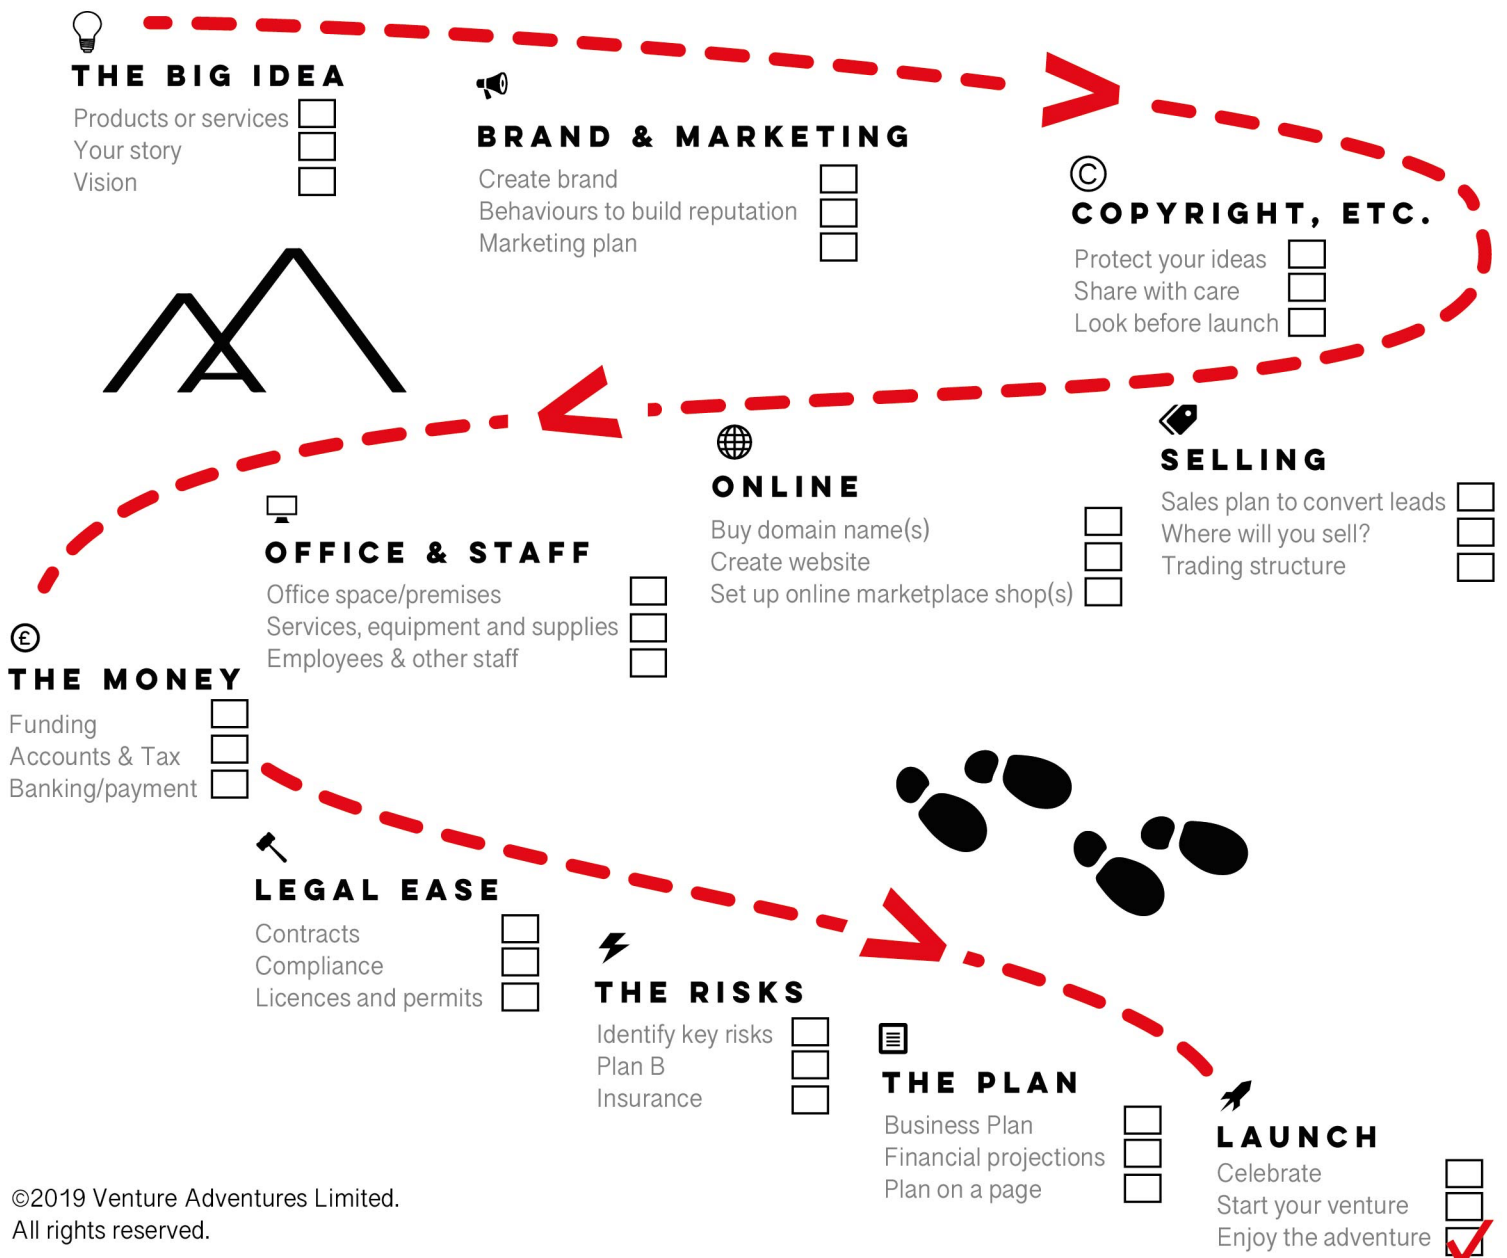 THE BIG IDEA
Products or services
Your story
Vision
BRAND & MARKETING
Create brand
Behaviours to build reputation
Marketing plan
©
COPYRIGHT, ETC.
Protect your ideas
Share with care
Look before launch
SELLING
Sales plan to convert leads
Where will you sell?
Trading structure
ONLINE
Buy domain name(s)
Create website
Set up online marketplace shop(s)
OFFICE & STAFF
Office space/premises
Services, equipment and supplies
Employees & other staff
£
THE MONEY
Funding
Accounts & Tax
Banking/payment
LEGAL EASE
Contracts
Compliance
Licences and permits
THE RISKS
Identify key risks
Plan B
Insurance
THE PLAN
Business Plan
Financial projections
Plan on a page
LAUNCH
Celebrate
Start your venture
Enjoy the adventure
©2019 Venture Adventures Limited.
All rights reserved.